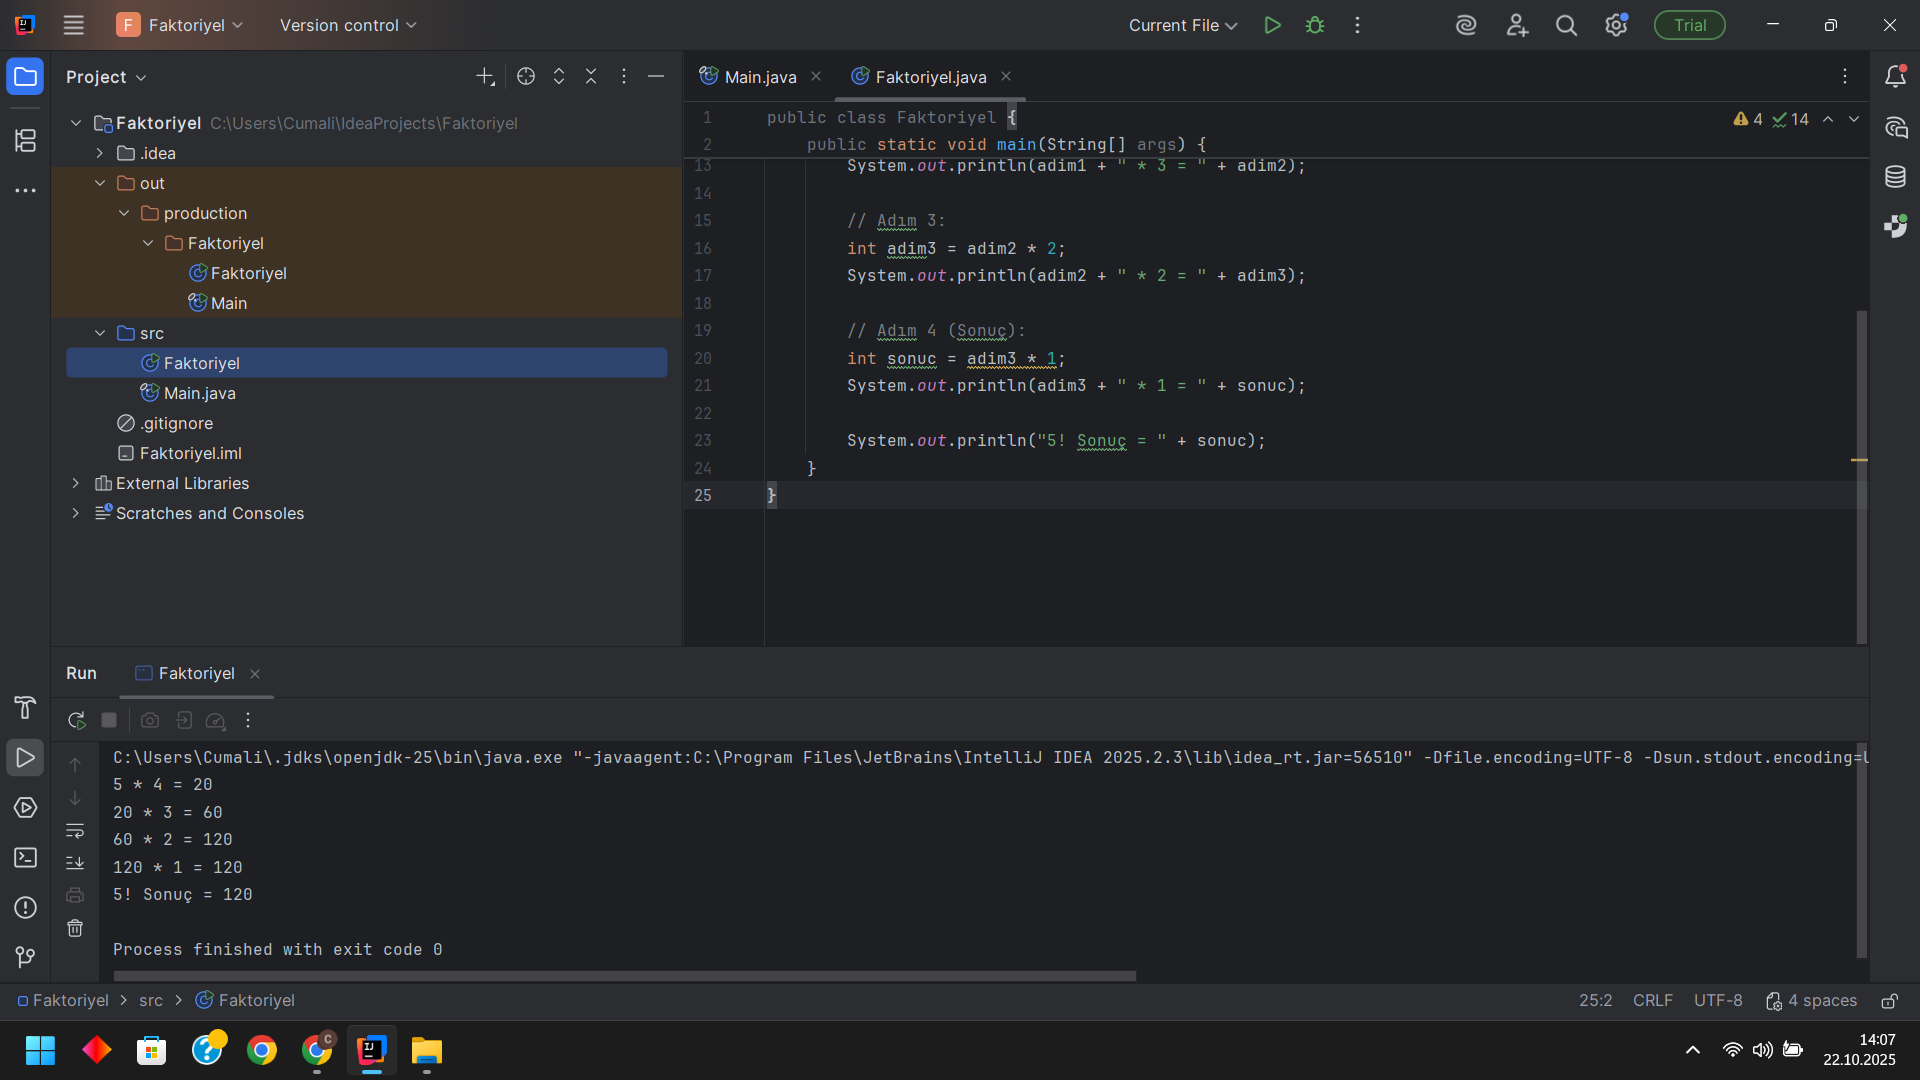 F Faktoriyel Version control Current File Trial
Project
Main.java Faktoriyel.java
Faktoriyel C:\Users\Cumali\IdeaProjects\Faktoriyel
.idea
out
production
Faktoriyel
Faktoriyel
Main
src
Faktoriyel
Main.java
.gitignore
Faktoriyel.iml
External Libraries
Scratches and Consoles
4 14
1 public class Faktoriyel {
2 public static void main(String[] args) {
13 System.out.println(adim1 + " * 3 = " + adim2);
14
15 // Adım 3:
16 int adim3 = adim2 * 2;
17 System.out.println(adim2 + " * 2 = " + adim3);
18
19 // Adım 4 (Sonuç):
20 int sonuc = adim3 * 1;
21 System.out.println(adim3 + " * 1 = " + sonuc);
22
23 System.out.println("5! Sonuç = " + sonuc);
24 }
25 }
Run Faktoriyel
C:\Users\Cumali\.jdks\openjdk-25\bin\java.exe "-javaagent:C:\Program Files\JetBrains\IntelliJ IDEA 2025.2.3\lib\idea_rt.jar=56510" -Dfile.encoding=UTF-8 -Dsun.stdout.encoding=U
5 * 4 = 20
20 * 3 = 60
60 * 2 = 120
120 * 1 = 120
5! Sonuç = 120
Process finished with exit code 0
Faktoriyel src Faktoriyel 25:2 CRLF UTF-8 4 spaces
14:07
22.10.2025